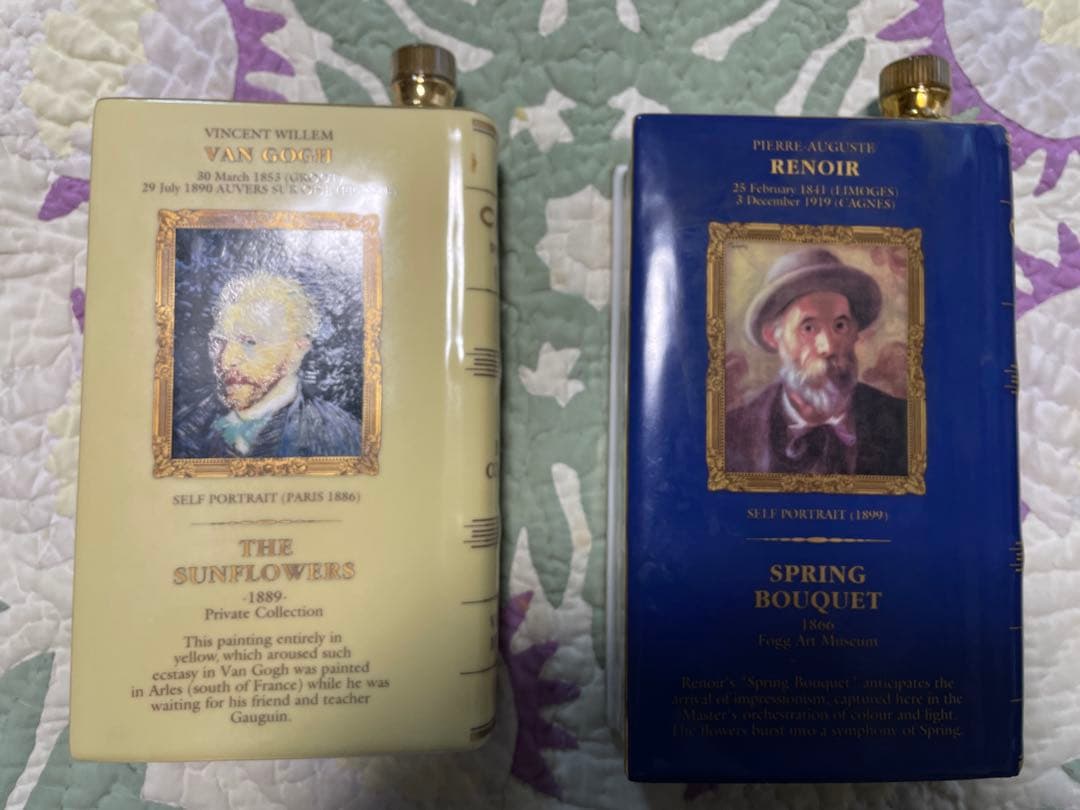 VINCENT WILLEM
VAN GOGH
30 March 1853
29 July 1890 AUVERS SUR
SELF PORTRAIT (PARIS 1886)
THE
SUNFLOWERS
-1889-
Private Collection
This painting entirely in
yellow, which aroused such
ecstasy in Van Gogh was painted
in Arles (south of France) while he was
waiting for his friend and teacher
Gauguin.
PIERRE-AUGUSTE
RENOIR
25 February 1841 (LIMOGES)
3 December 1919 (CAGNES)
SELF PORTRAIT (1899)
SPRING
BOUQUET
1866
Fogg Art Museum
Renoir's "Spring Bouquet" anticipates the
arrival of impressionism, captured here in the
Master's orchestration of colour and light.
The flowers burst into a symphony of Spring.